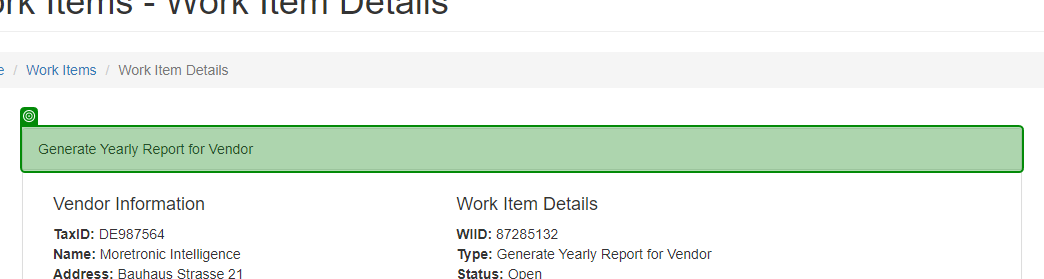 Work Items - Work Item Details
/ Work Items / Work Item Details
Generate Yearly Report for Vendor
Vendor Information
TaxID: DE987564
Name: Moretronic Intelligence
Address: Bauhaus Strasse 21
Work Item Details
WIID: 87285132
Type: Generate Yearly Report for Vendor
Status: Open